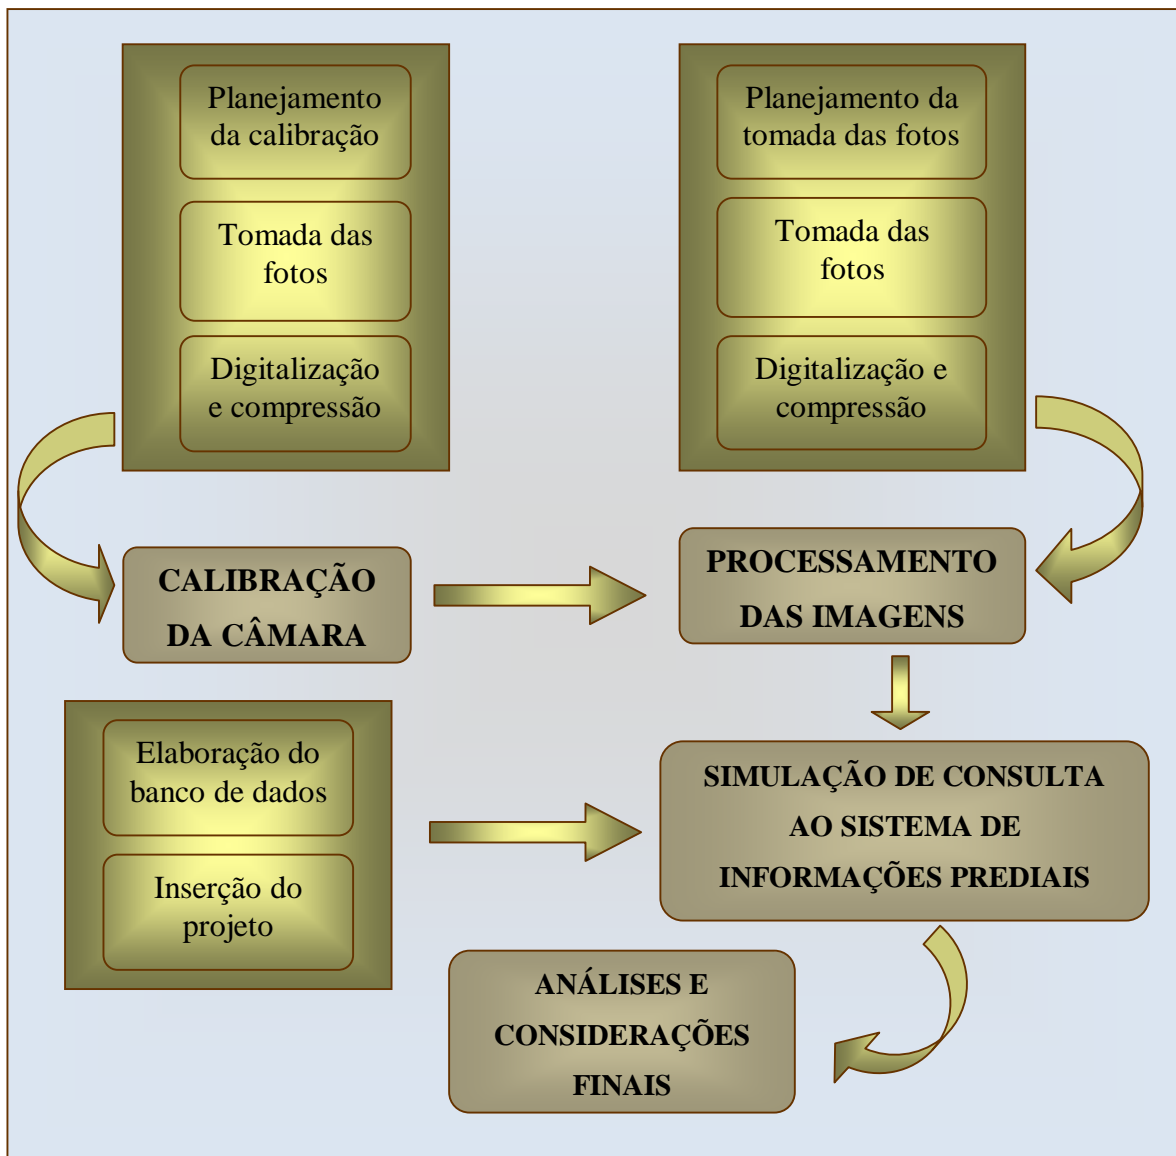 Planejamento
da calibração
Tomada das
fotos
Digitalização
e compressão
Planejamento da
tomada das fotos
Tomada das
fotos
Digitalização e
compressão
CALIBRAÇÃO
DA CÂMARA
PROCESSAMENTO
DAS IMAGENS
Elaboração do
banco de dados
Inserção do
projeto
SIMULAÇÃO DE CONSULTA
AO SISTEMA DE
INFORMAÇÕES PREDIAIS
ANÁLISES E
CONSIDERAÇÕES
FINAIS